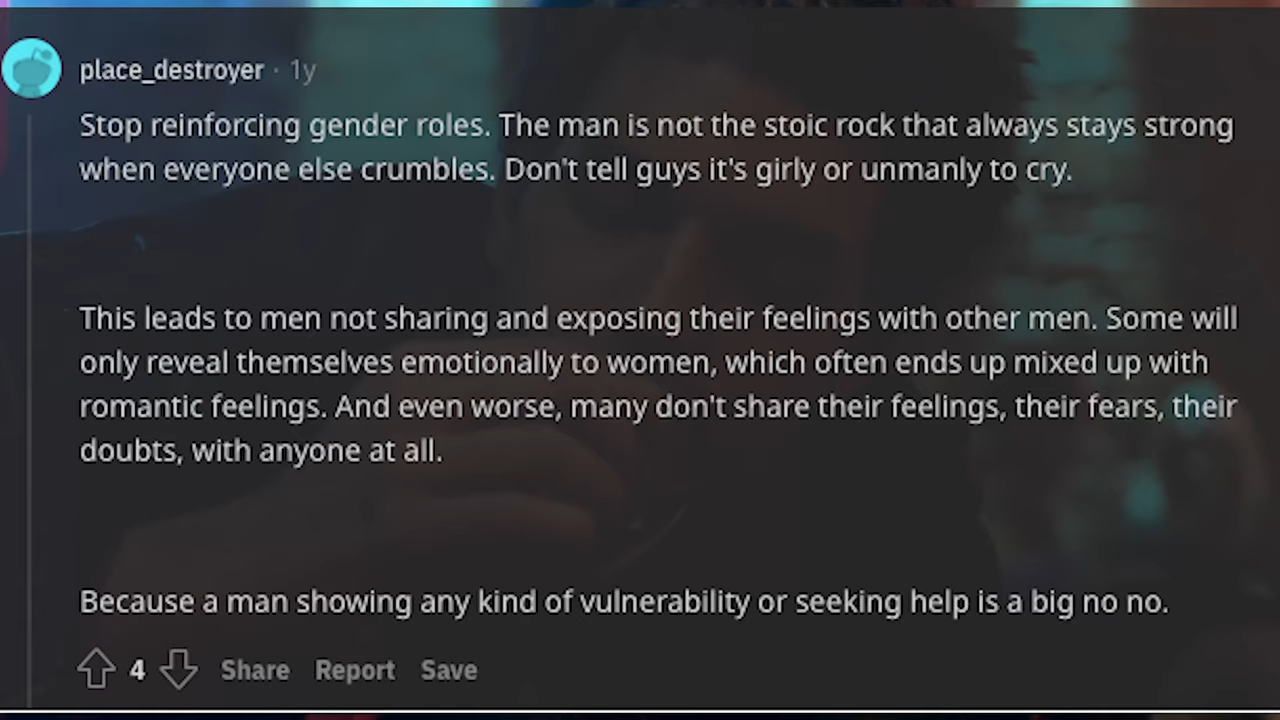 place_destroyer · 1y
Stop reinforcing gender roles. The man is not the stoic rock that always stays strong
when everyone else crumbles. Don't tell guys it's girly or unmanly to cry.
This leads to men not sharing and exposing their feelings with other men. Some will
only reveal themselves emotionally to women, which often ends up mixed up with
romantic feelings. And even worse, many don't share their feelings, their fears, their
doubts, with anyone at all.
Because a man showing any kind of vulnerability or seeking help is a big no no.
4 Share Report Save